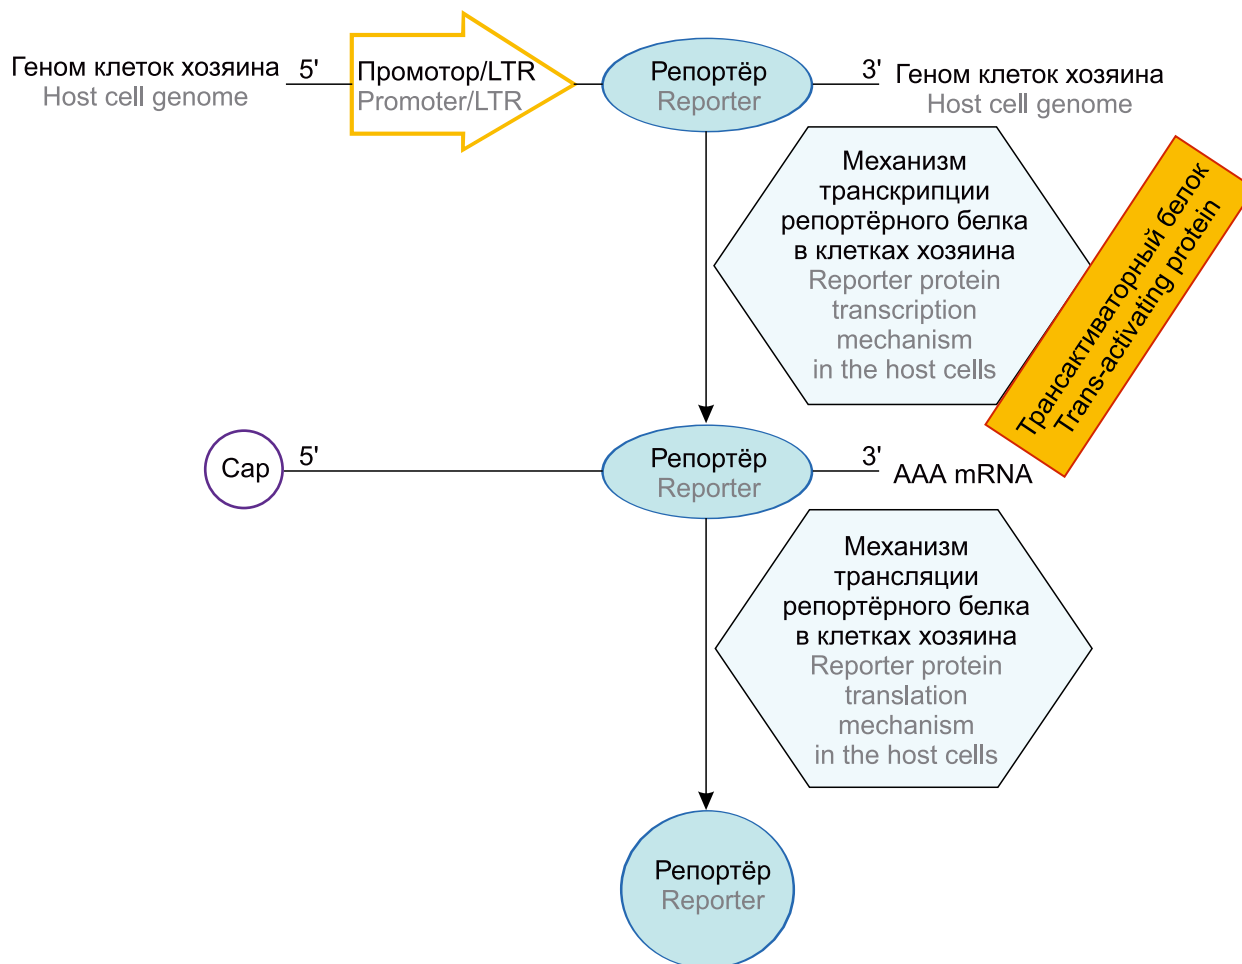 Геном клеток хозяина
Host cell genome
5'
Промотор/LTR
Promoter/LTR
Репортёр
Reporter
3'
Геном клеток хозяина
Host cell genome
Механизм
транскрипции
репортёрного белка
в клетках хозяина
Reporter protein
transcription
mechanism
in the host cells
Трансактиваторный белок
Trans-activating protein
Cap
5'
Репортёр
Reporter
3'
AAA mRNA
Механизм
трансляции
репортёрного белка
в клетках хозяина
Reporter protein
translation
mechanism
in the host cells
Репортёр
Reporter